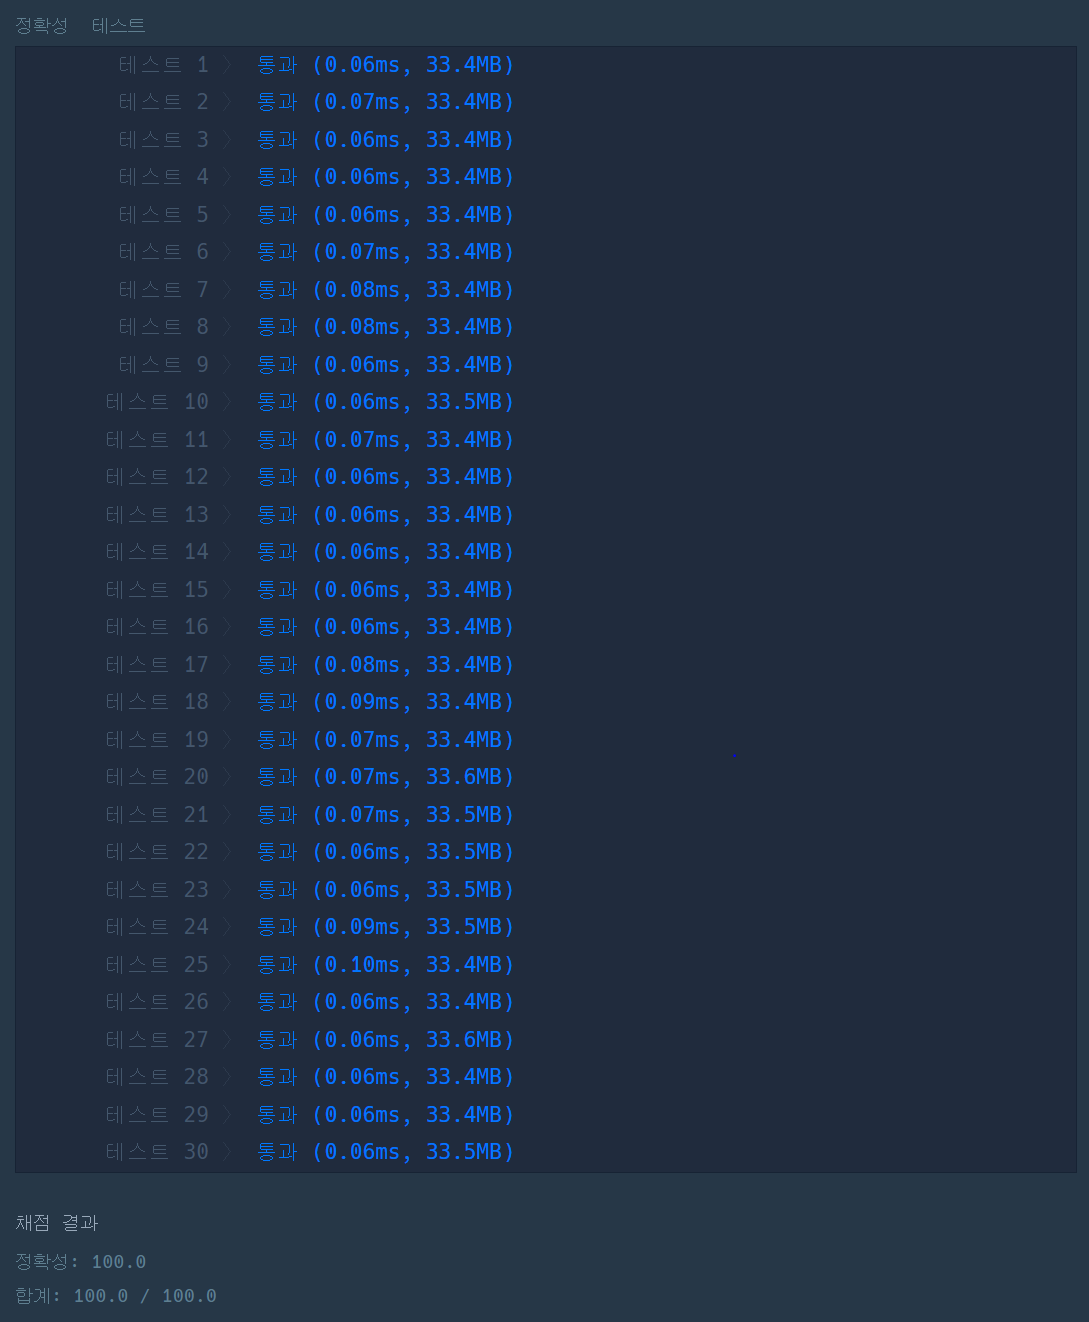 정확성  테스트
테스트 1 〉 통과 (0.06ms, 33.4MB)
테스트 2 〉 통과 (0.07ms, 33.4MB)
테스트 3 〉 통과 (0.06ms, 33.4MB)
테스트 4 〉 통과 (0.06ms, 33.4MB)
테스트 5 〉 통과 (0.06ms, 33.4MB)
테스트 6 〉 통과 (0.07ms, 33.4MB)
테스트 7 〉 통과 (0.08ms, 33.4MB)
테스트 8 〉 통과 (0.08ms, 33.4MB)
테스트 9 〉 통과 (0.06ms, 33.4MB)
테스트 10 〉 통과 (0.06ms, 33.5MB)
테스트 11 〉 통과 (0.07ms, 33.4MB)
테스트 12 〉 통과 (0.06ms, 33.4MB)
테스트 13 〉 통과 (0.06ms, 33.4MB)
테스트 14 〉 통과 (0.06ms, 33.4MB)
테스트 15 〉 통과 (0.06ms, 33.4MB)
테스트 16 〉 통과 (0.06ms, 33.4MB)
테스트 17 〉 통과 (0.08ms, 33.4MB)
테스트 18 〉 통과 (0.09ms, 33.4MB)
테스트 19 〉 통과 (0.07ms, 33.4MB)
테스트 20 〉 통과 (0.07ms, 33.6MB)
테스트 21 〉 통과 (0.07ms, 33.5MB)
테스트 22 〉 통과 (0.06ms, 33.5MB)
테스트 23 〉 통과 (0.06ms, 33.5MB)
테스트 24 〉 통과 (0.09ms, 33.5MB)
테스트 25 〉 통과 (0.10ms, 33.4MB)
테스트 26 〉 통과 (0.06ms, 33.4MB)
테스트 27 〉 통과 (0.06ms, 33.6MB)
테스트 28 〉 통과 (0.06ms, 33.4MB)
테스트 29 〉 통과 (0.06ms, 33.4MB)
테스트 30 〉 통과 (0.06ms, 33.5MB)
채점 결과
정확성: 100.0
합계: 100.0 / 100.0